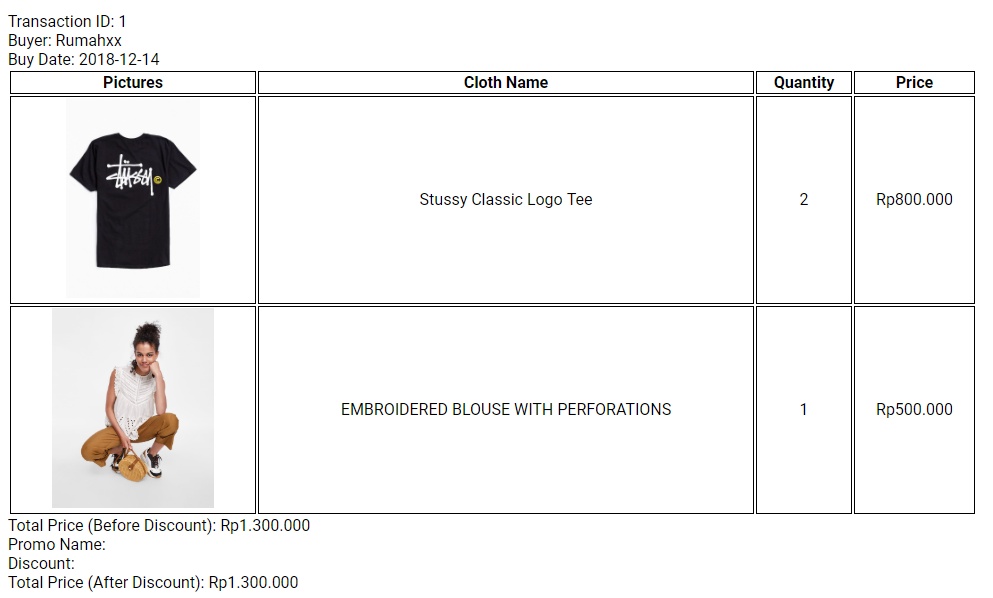 Transaction ID: 1
Buyer: Rumahxx
Buy Date: 2018-12-14
Pictures Cloth Name Quantity Price
Stüssy ©
Stussy Classic Logo Tee 2 Rp800.000
EMBROIDERED BLOUSE WITH PERFORATIONS 1 Rp500.000
Total Price (Before Discount): Rp1.300.000
Promo Name:
Discount:
Total Price (After Discount): Rp1.300.000